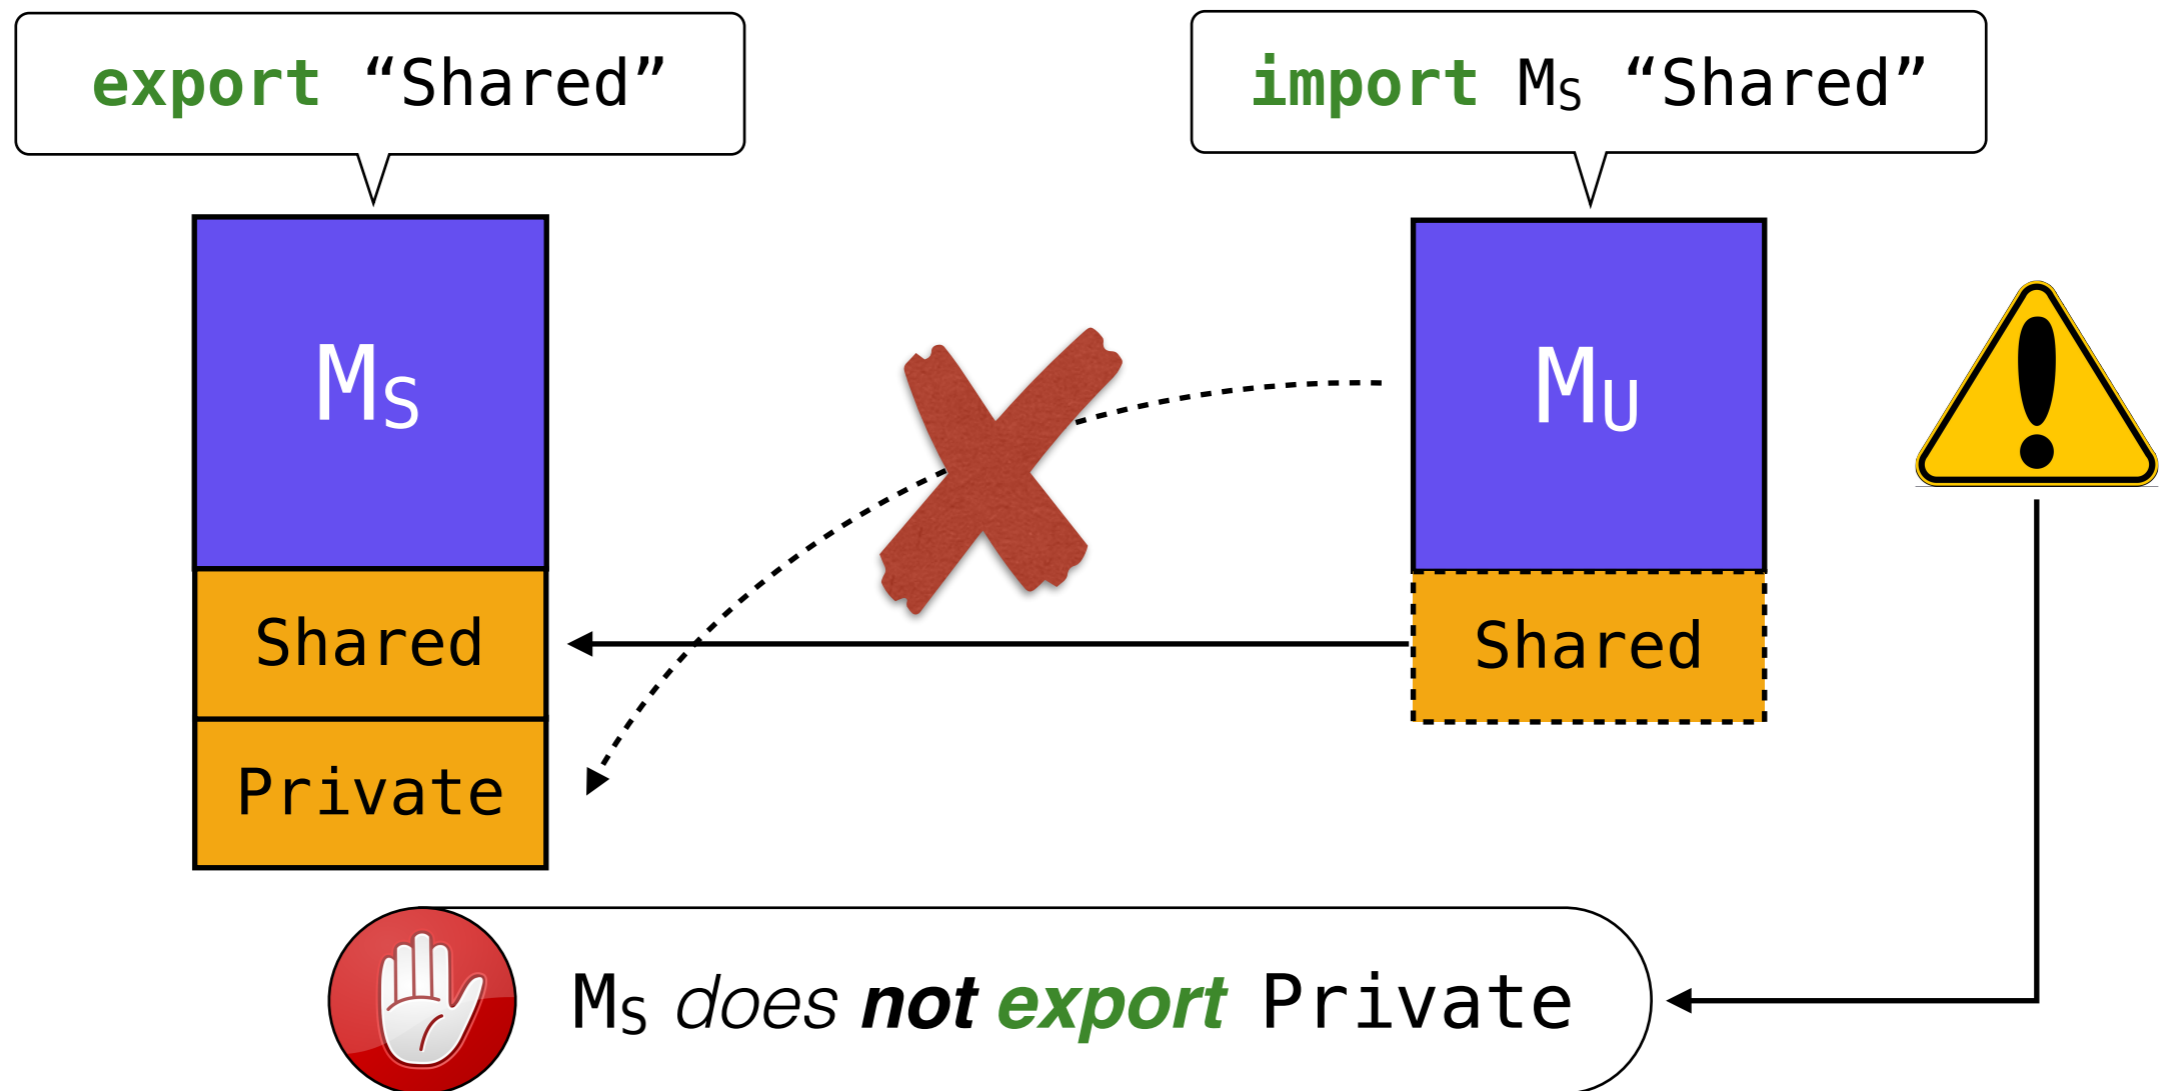 export “Shared”
import MS “Shared”
MS
MU
Shared
Shared
Private
MS does not export Private